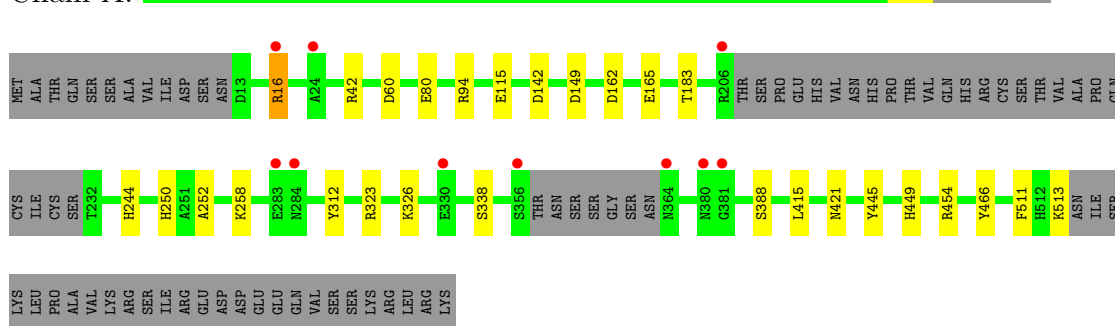 MET ALA THR GLN SER SER ALA VAL ILE ASP SER ASN D13 R16 A24 R42 D60 E80 R94 E115 D142 D149 D162 E165 T183 R206 THR SER PRO GLU HIS VAL ASN HIS PRO THR VAL GLN HIS ARG CYS SER THR VAL ALA PRO GLN
CYS ILE CYS SER T232 H244 H250 A251 A252 K258 E283 N284 Y312 R323 K326 E330 S338 S356 THR ASN SER SER GLY SER ASN N364 N380 G381 S388 L415 N421 Y445 H449 R454 Y466 F511 H512 K513 ASN ILE SER
LYS LEU PRO ALA VAL LYS ARG SER ILE ARG GLU ASP ASP GLU GLU GLN VAL SER SER LYS ARG LEU ARG LYS